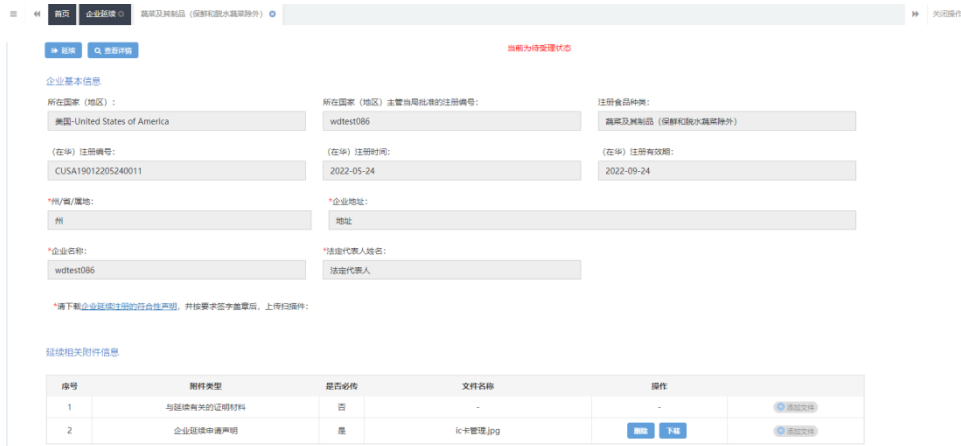 首页 企业延续 蔬菜及其制品（保鲜和脱水蔬菜除外） 关闭操作
延续 查看详情 当前为待受理状态
企业基本信息
所在国家（地区）： 所在国家（地区）主管当局批准的注册编号： 注册食品种类：
美国-United States of America wdtest086 蔬菜及其制品（保鲜和脱水蔬菜除外）
（在华）注册编号： （在华）注册时间： （在华）注册有效期：
CUSA19012205240011 2022-05-24 2022-09-24
*州/省/属地： *企业地址：
州 地址
*企业名称： *法定代表人姓名：
wdtest086 法定代表人
*请下载企业延续注册的符合性声明，并按要求签字盖章后，上传扫描件：
延续相关附件信息
序号 附件类型 是否必传 文件名称 操作
1 与延续有关的证明材料 否 - - 添加文件
2 企业延续申请声明 是 ic卡管理.jpg 删除 下载 添加文件